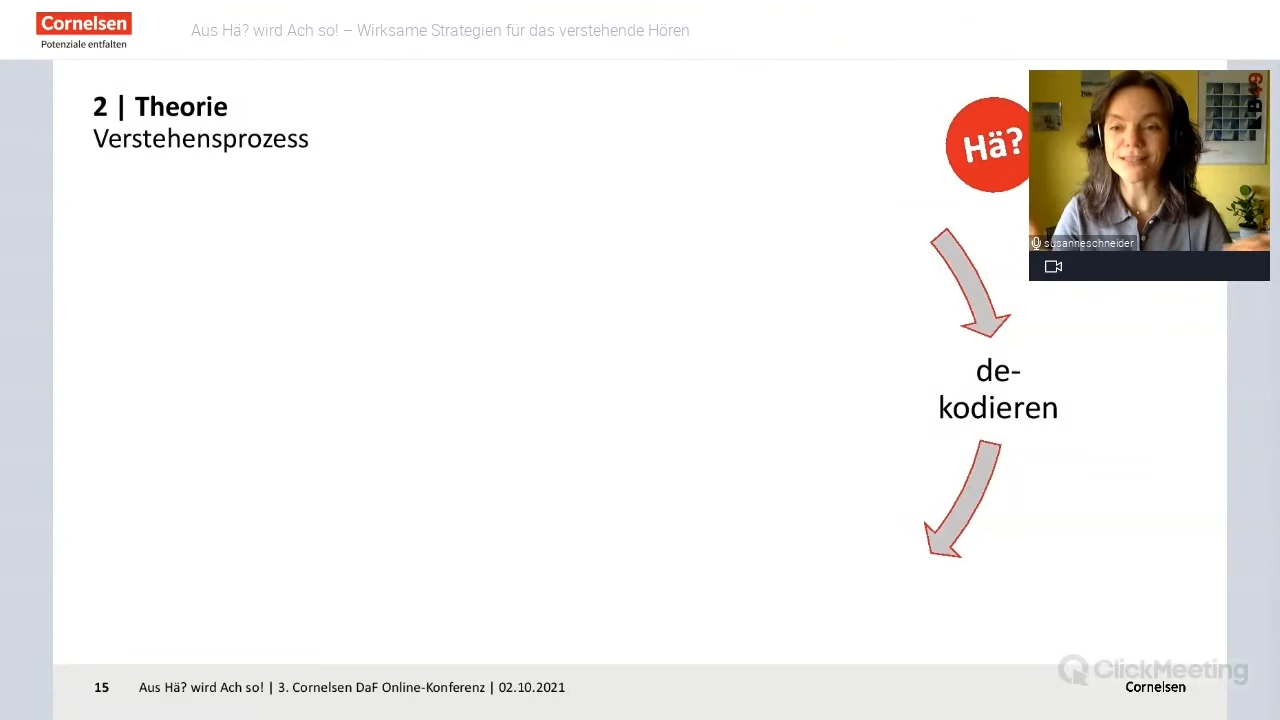 Cornelsen
Potenziale entfalten
Aus Hä? wird Ach so! – Wirksame Strategien für das verstehende Hören
2 | Theorie
Verstehensprozess
Hä?
susanneschneider
de-
kodieren
ClickMeeting
15 Aus Hä? wird Ach so! | 3. Cornelsen DaF Online-Konferenz | 02.10.2021
Cornelsen